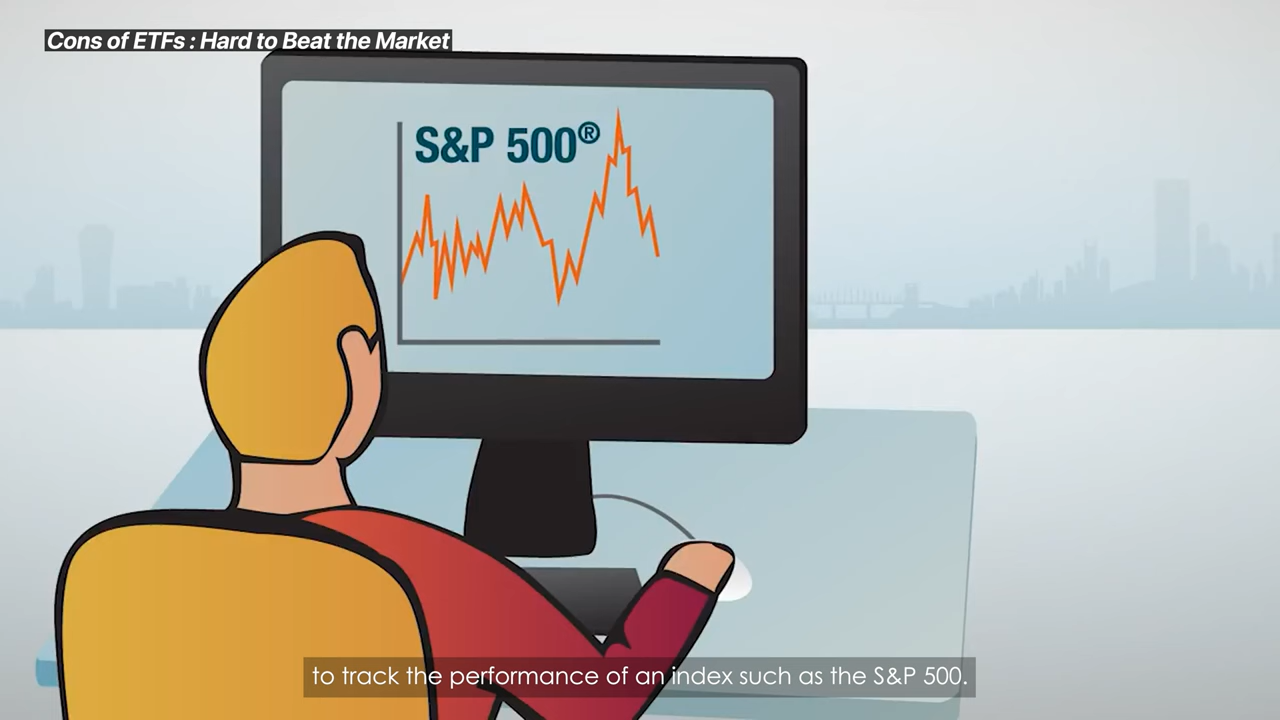 Cons of ETFs : Hard to Beat the Market
S&P 500®
to track the performance of an index such as the S&P 500.